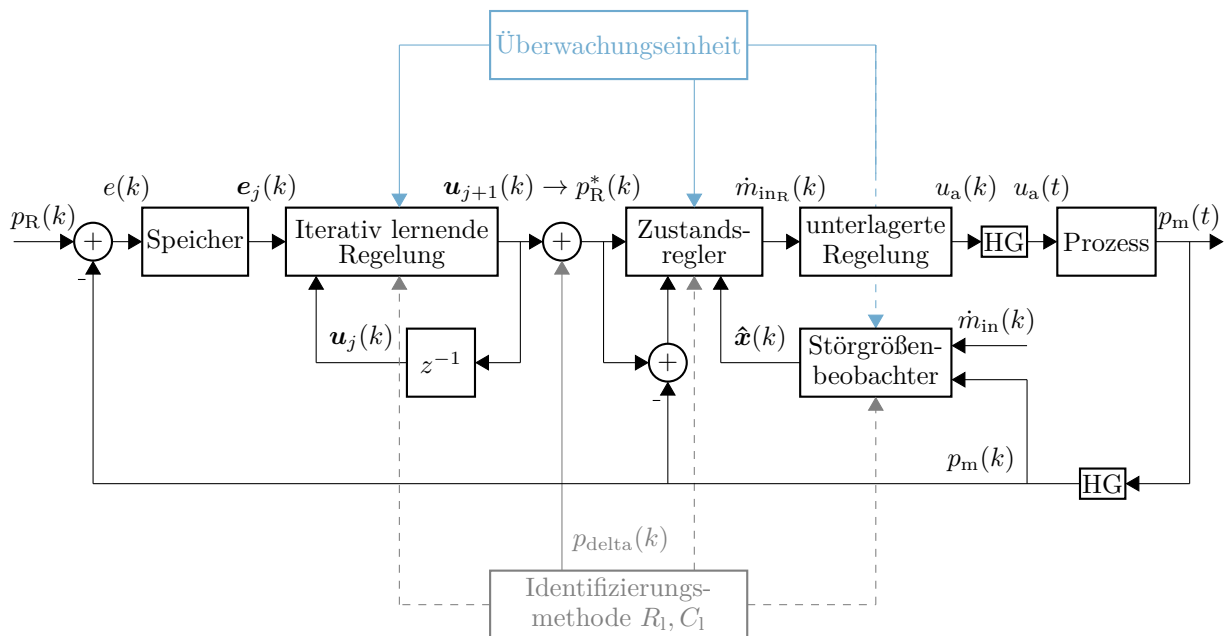 Überwachungseinheit
p_R(k)
e(k)
e_j(k)
u_{j+1}(k) → p_R^*(k)
ṁ_{in_R}(k)
u_a(k)
u_a(t)
p_m(t)
+
Speicher
Iterativ lernende
Regelung
+
Zustands-
regler
unterlagerte
Regelung
HG
Prozess
-
u_j(k)
z^{-1}
+
-
x̂(k)
Störgrößen-
beobachter
ṁ_in(k)
p_m(k)
HG
p_delta(k)
Identifizierungs-
methode R_l, C_l